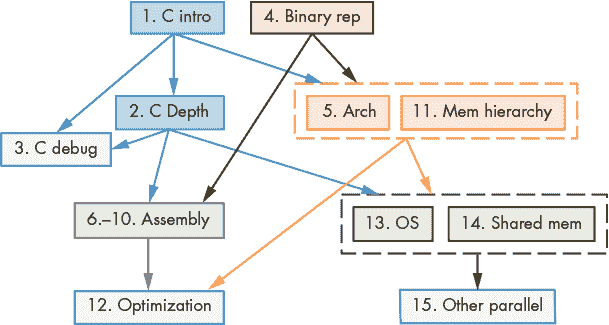 1. C intro
4. Binary rep
2. C Depth
5. Arch
11. Mem hierarchy
3. C debug
6.–10. Assembly
13. OS
14. Shared mem
12. Optimization
15. Other parallel